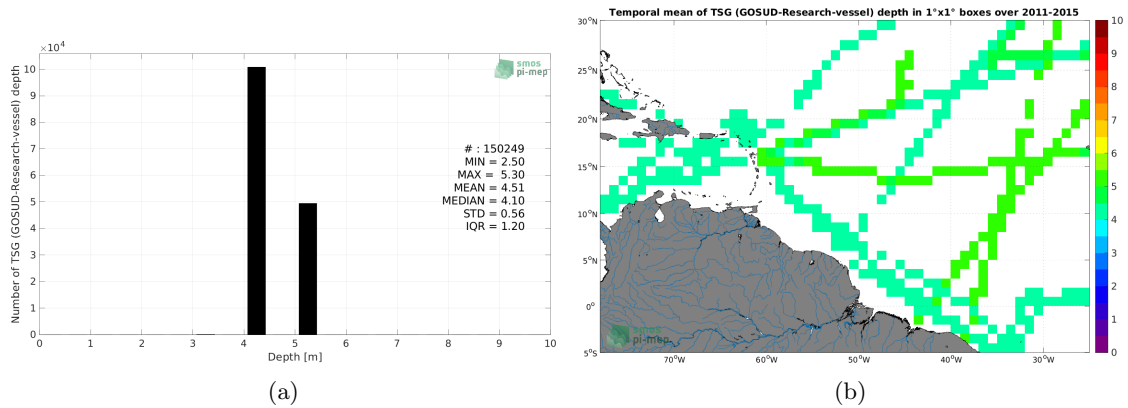 ×10⁴
10
9
8
7
6
5
4
3
2
1
0
Number of TSG (GOSUD-Research-vessel) depth
smos
pi-mep
# : 150249
MIN = 2.50
MAX = 5.30
MEAN = 4.51
MEDIAN = 4.10
STD = 0.56
IQR = 1.20
0 1 2 3 4 5 6 7 8 9 10
Depth [m]
(a)
Temporal mean of TSG (GOSUD-Research-vessel) depth in 1°x1° boxes over 2011-2015
30°N
25°N
20°N
15°N
10°N
5°N
0°
5°S
70°W 60°W 50°W 40°W 30°W
smos
pi-mep
10
9
8
7
6
5
4
3
2
1
0
(b)